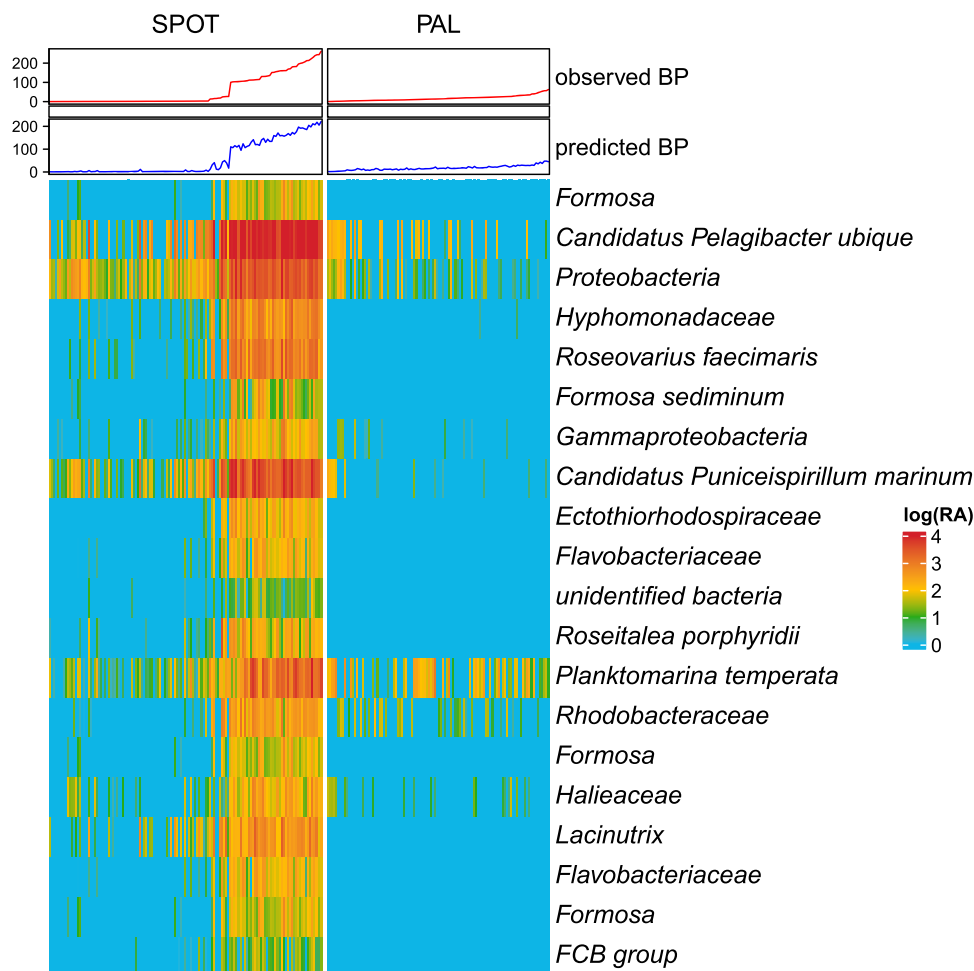 SPOT PAL
200
100
0
observed BP
200
100
0
predicted BP
Formosa
Candidatus Pelagibacter ubique
Proteobacteria
Hyphomonadaceae
Roseovarius faecimaris
Formosa sediminum
Gammaproteobacteria
Candidatus Puniceispirillum marinum
Ectothiorhodospiraceae
Flavobacteriaceae
unidentified bacteria
Roseitalea porphyridii
Planktomarina temperata
Rhodobacteraceae
Formosa
Halieaceae
Lacinutrix
Flavobacteriaceae
Formosa
FCB group
log(RA)
4
3
2
1
0